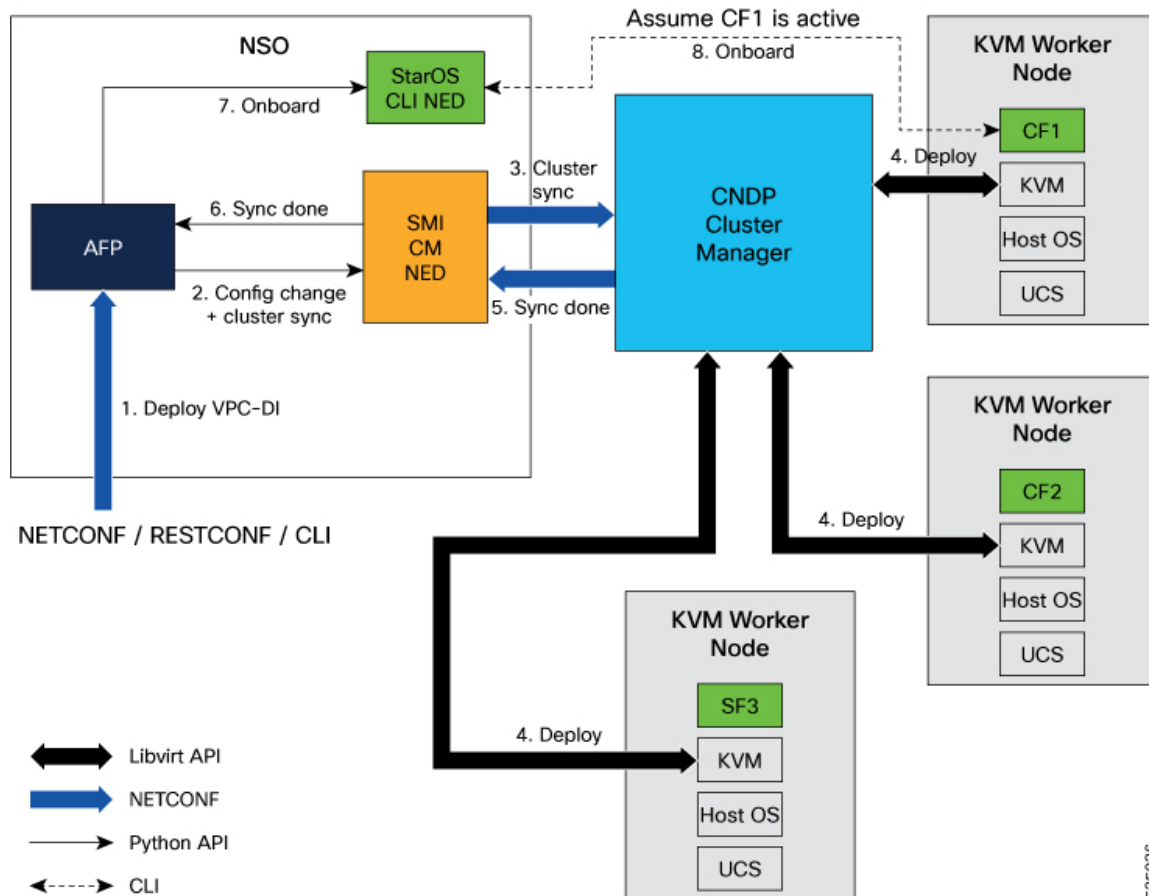 Assume CF1 is active
8. Onboard
NSO
StarOS
CLI NED
7. Onboard
3. Cluster
sync
6. Sync done
AFP
SMI
CM
NED
2. Config change
+ cluster sync
5. Sync done
1. Deploy VPC-DI
NETCONF / RESTCONF / CLI
CNDP
Cluster
Manager
4. Deploy
KVM Worker
Node
CF1
KVM
Host OS
UCS
KVM Worker
Node
CF2
4. Deploy
KVM
Host OS
UCS
KVM Worker
Node
SF3
4. Deploy
KVM
Host OS
UCS
Libvirt API
NETCONF
Python API
CLI